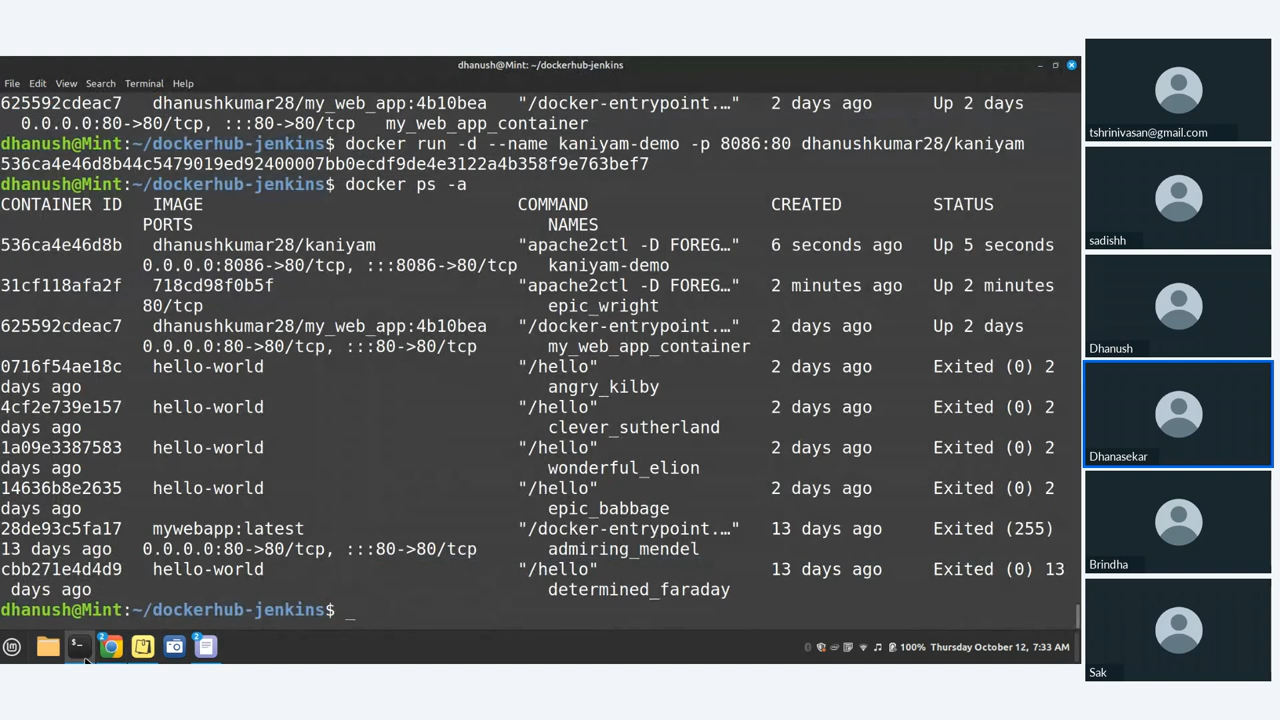 dhanush@Mint: ~/dockerhub-jenkins
File Edit View Search Terminal Help
625592cdeac7 dhanushkumar28/my_web_app:4b10bea "/docker-entrypoint.…" 2 days ago Up 2 days
0.0.0.0:80->80/tcp, :::80->80/tcp my_web_app_container
dhanush@Mint:~/dockerhub-jenkins$ docker run -d --name kaniyam-demo -p 8086:80 dhanushkumar28/kaniyam
536ca4e46d8b44c5479019ed92400007bb0ecdf9de4e3122a4b358f9e763bef7
dhanush@Mint:~/dockerhub-jenkins$ docker ps -a
CONTAINER ID IMAGE COMMAND CREATED STATUS
PORTS NAMES
536ca4e46d8b dhanushkumar28/kaniyam "apache2ctl -D FOREG…" 6 seconds ago Up 5 seconds
0.0.0.0:8086->80/tcp, :::8086->80/tcp kaniyam-demo
31cf118afa2f 718cd98f0b5f "apache2ctl -D FOREG…" 2 minutes ago Up 2 minutes
80/tcp epic_wright
625592cdeac7 dhanushkumar28/my_web_app:4b10bea "/docker-entrypoint.…" 2 days ago Up 2 days
0.0.0.0:80->80/tcp, :::80->80/tcp my_web_app_container
0716f54ae18c hello-world "/hello" 2 days ago Exited (0) 2
days ago angry_kilby
4cf2e739e157 hello-world "/hello" 2 days ago Exited (0) 2
days ago clever_sutherland
1a09e3387583 hello-world "/hello" 2 days ago Exited (0) 2
days ago wonderful_elion
14636b8e2635 hello-world "/hello" 2 days ago Exited (0) 2
days ago epic_babbage
28de93c5fa17 mywebapp:latest "/docker-entrypoint.…" 13 days ago Exited (255)
13 days ago 0.0.0.0:80->80/tcp, :::80->80/tcp admiring_mendel
cbb271e4d4d9 hello-world "/hello" 13 days ago Exited (0) 13
days ago determined_faraday
dhanush@Mint:~/dockerhub-jenkins$ _
2 2 100% Thursday October 12, 7:33 AM
tshrinivasan@gmail.com
sadishh
Dhanush
Dhanasekar
Brindha
Sak